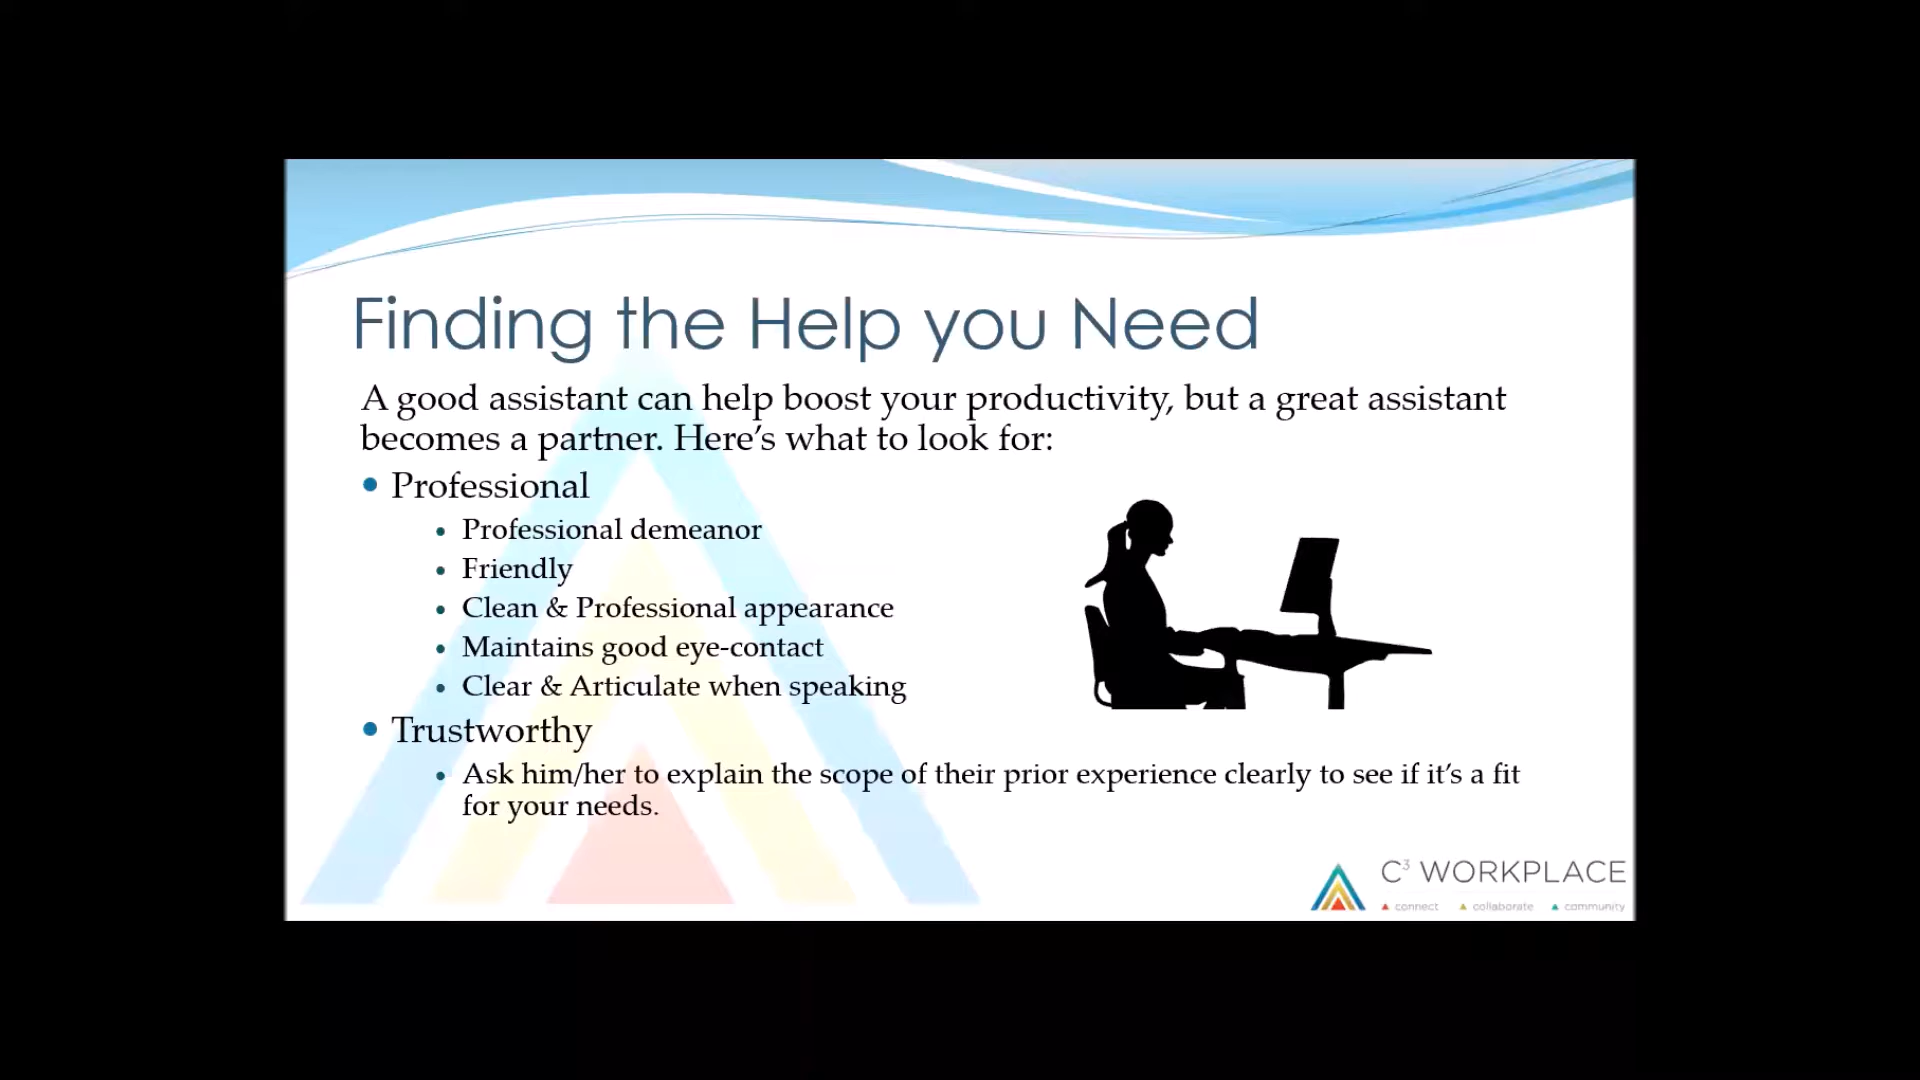 Finding the Help you Need
A good assistant can help boost your productivity, but a great assistant
becomes a partner. Here's what to look for:
• Professional
• Professional demeanor
• Friendly
• Clean & Professional appearance
• Maintains good eye-contact
• Clear & Articulate when speaking
• Trustworthy
• Ask him/her to explain the scope of their prior experience clearly to see if it's a fit
for your needs.
C³ WORKPLACE
connect collaborate community